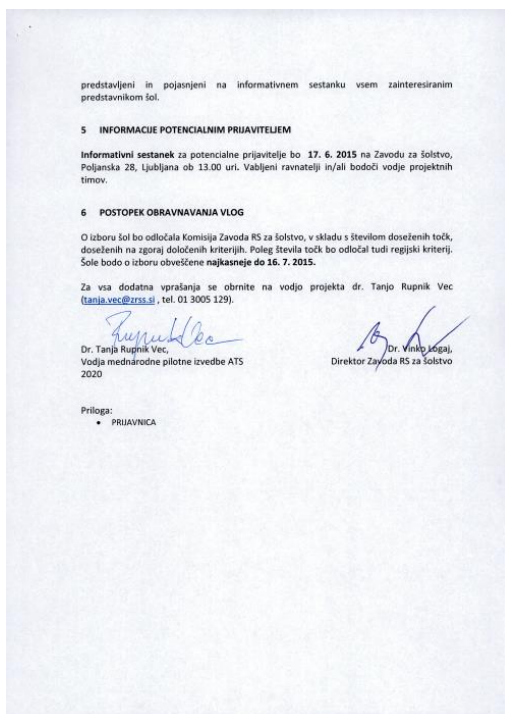 predstavljeni in pojasnjeni na informativnem sestanku vsem zainteresiranim
predstavnikom šol.
5 INFORMACIJE POTENCIALNIM PRIJAVITELJEM
Informativni sestanek za potencialne prijavitelje bo 17. 6. 2015 na Zavodu za šolstvo,
Poljanska 28, Ljubljana ob 13.00 uri. Vabljeni ravnatelji in/ali bodoči vodje projektnih
timov.
6 POSTOPEK OBRAVNAVANJA VLOG
O izboru šol bo odločala Komisija Zavoda RS za šolstvo, v skladu s številom doseženih točk,
doseženih na zgoraj določenih kriterijih. Poleg števila točk bo odločal tudi regijski kriterij.
Šole bodo o izboru obveščene najkasneje do 16. 7. 2015.
Za vsa dodatna vprašanja se obrnite na vodjo projekta dr. Tanjo Rupnik Vec
(tanja.vec@zrss.si , tel. 01 3005 129).
Rupnik Vec
Dr. Tanja Rupnik Vec,
Vodja mednarodne pilotne izvedbe ATS
2020
Dr. Vinko Logaj,
Direktor Zavoda RS za šolstvo
Priloga:
• PRIJAVNICA